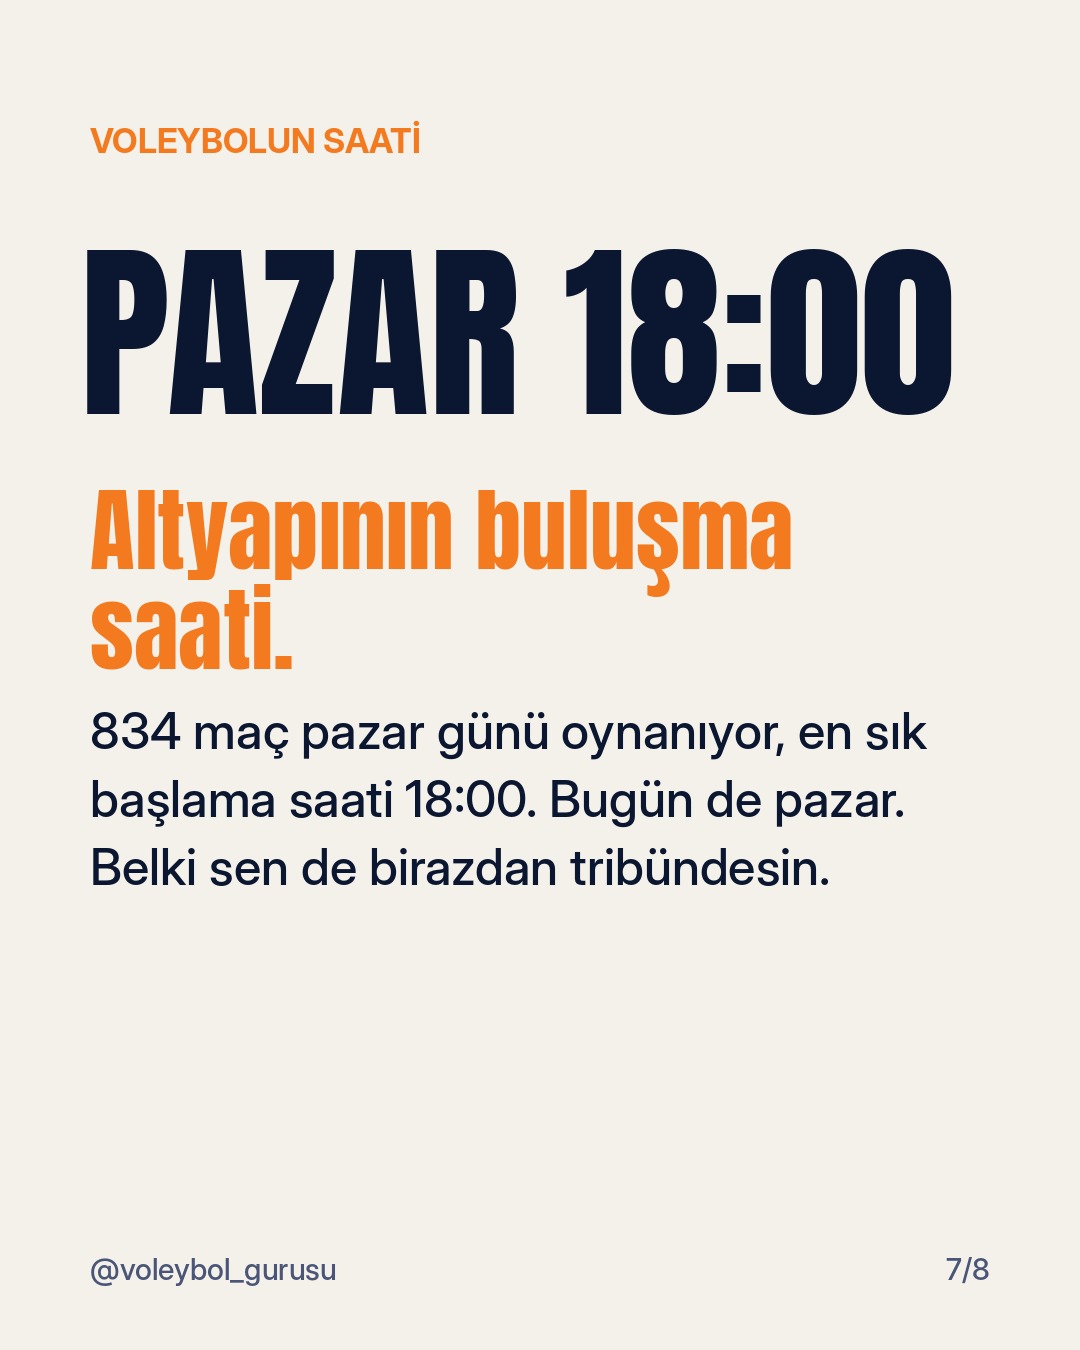 VOLEYBOLUN SAATİ
PAZAR 18:00
Altyapının buluşma
saati.
834 maç pazar günü oynanıyor, en sık
başlama saati 18:00. Bugün de pazar.
Belki sen de birazdan tribündesin.
@voleybol_gurusu
7/8